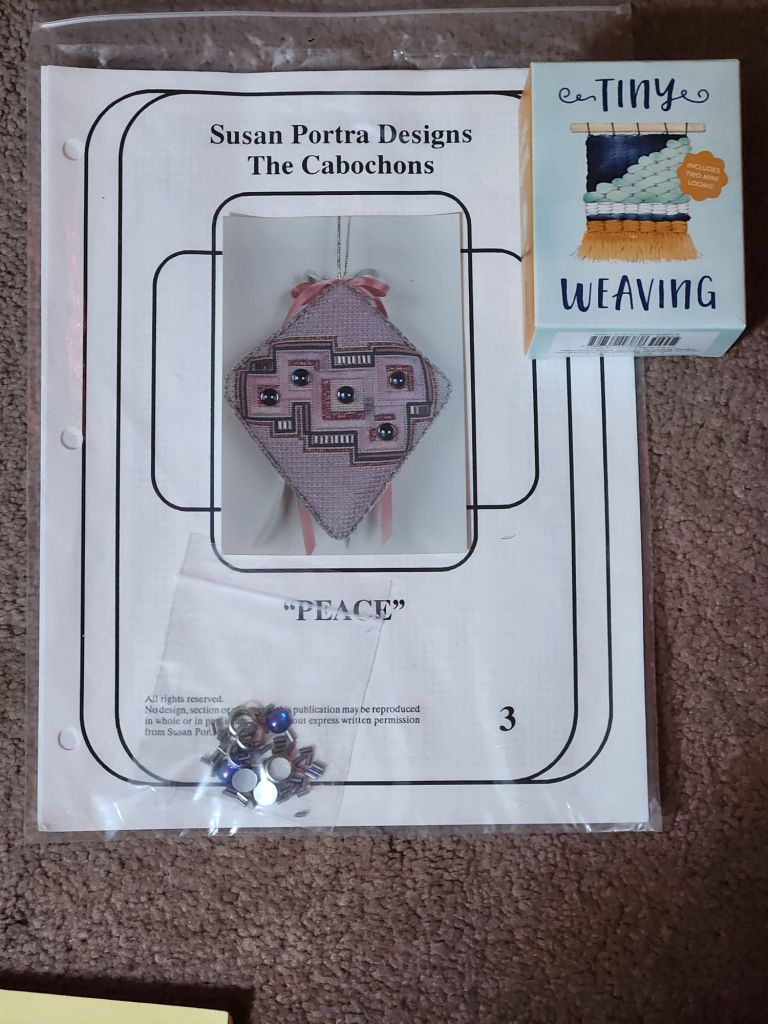 Susan Portra Designs
The Cabochons
"PEACE"
All rights reserved.
No design, section or this publication may be reproduced
in whole or in out express written permission
from Susan
3
TINY
INCLUDES
TWO MINI
LOOMS!
WEAVING